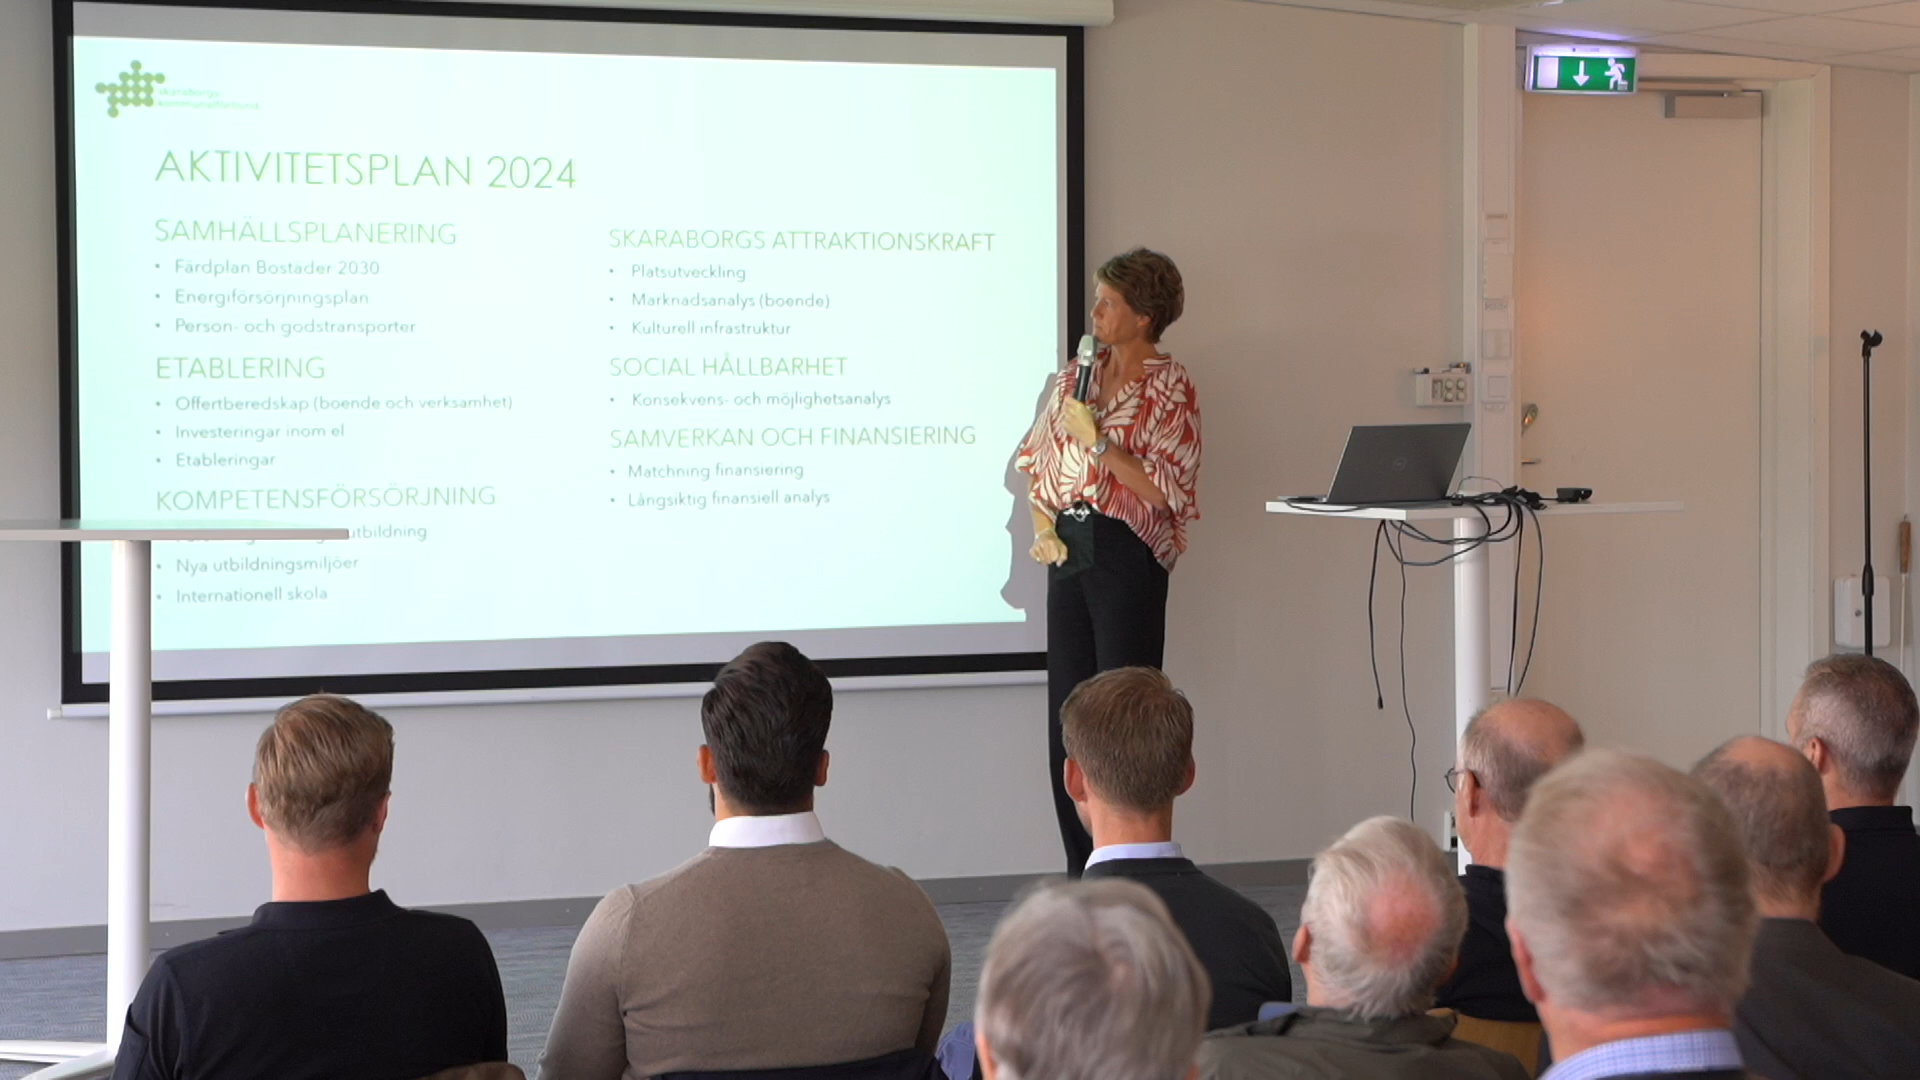 skaraborgs
kommunalförbund
AKTIVITETSPLAN 2024
SAMHÄLLSPLANERING
• Färdplan Bostäder 2030
• Energiförsörjningsplan
• Person- och godstransporter
ETABLERING
• Offertberedskap (boende och verksamhet)
• Investeringar inom el
• Etableringar
KOMPETENSFÖRSÖRJNING
utbildning
• Nya utbildningsmiljöer
• Internationell skola
SKARABORGS ATTRAKTIONSKRAFT
• Platsutveckling
• Marknadsanalys (boende)
• Kulturell infrastruktur
SOCIAL HÅLLBARHET
• Konsekvens- och möjlighetsanalys
SAMVERKAN OCH FINANSIERING
• Matchning finansiering
• Långsiktig finansiell analys
DELL